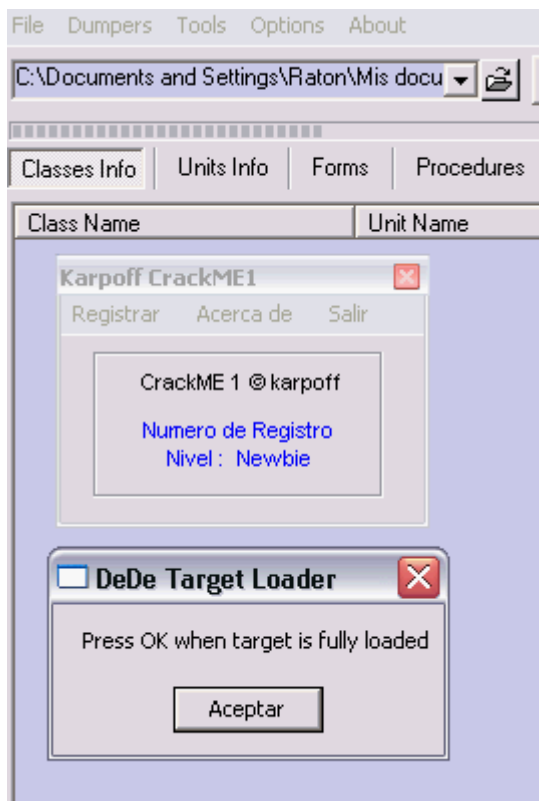 File Dumpers Tools Options About
C:\Documents and Settings\Raton\Mis docu
Classes Info Units Info Forms Procedures
Class Name Unit Name
Karpoff CrackME1
Registrar Acerca de Salir
CrackME 1 © karpoff
Numero de Registro
Nivel : Newbie
DeDe Target Loader
Press OK when target is fully loaded
Aceptar